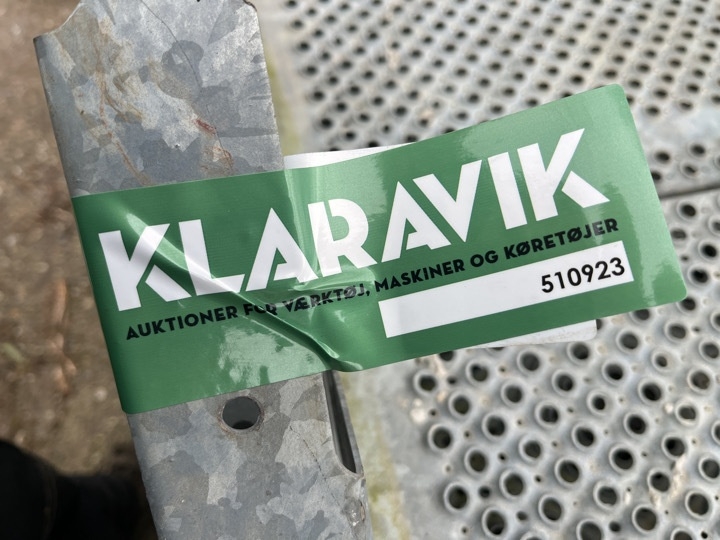 KLARAVIK
AUKTIONER FOR VÆRKTØJ, MASKINER OG KØRETØJER
510923